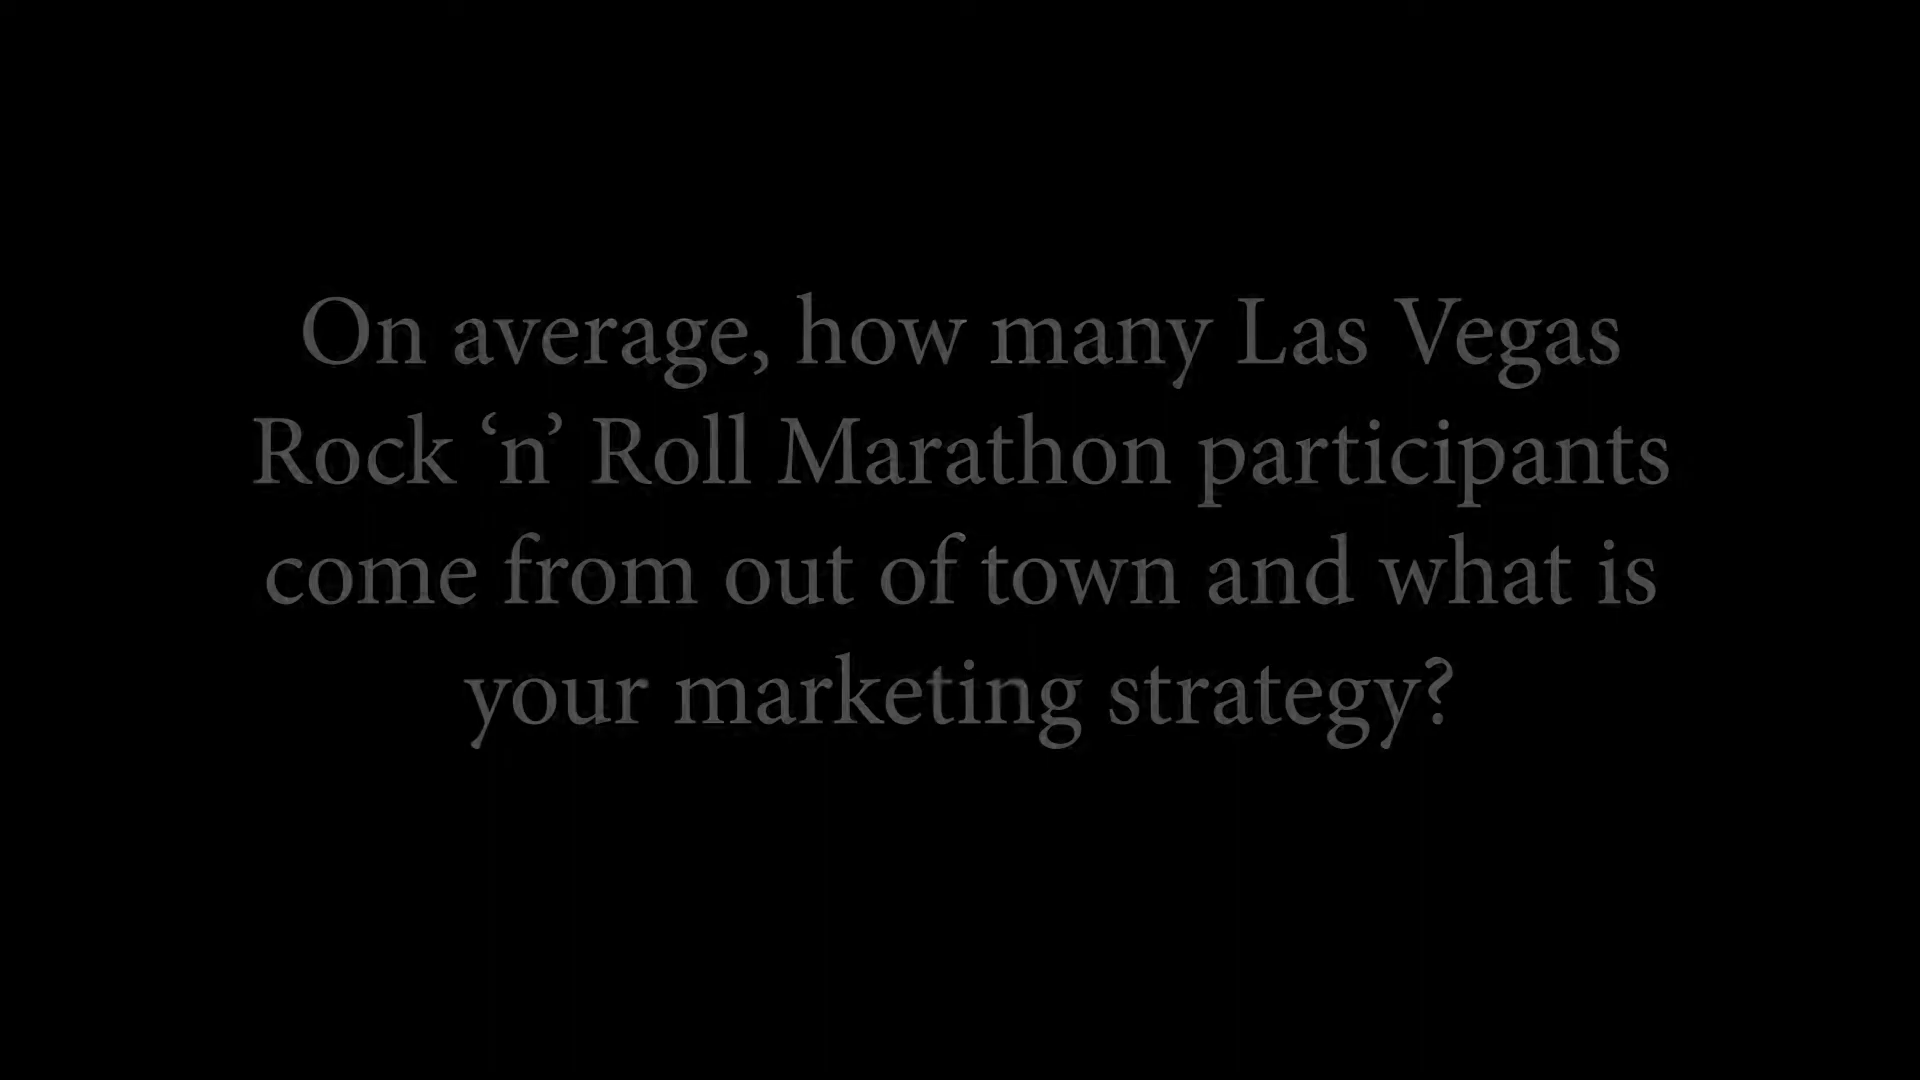 On average, how many Las Vegas
Rock ‘n’ Roll Marathon participants
come from out of town and what is
your marketing strategy?